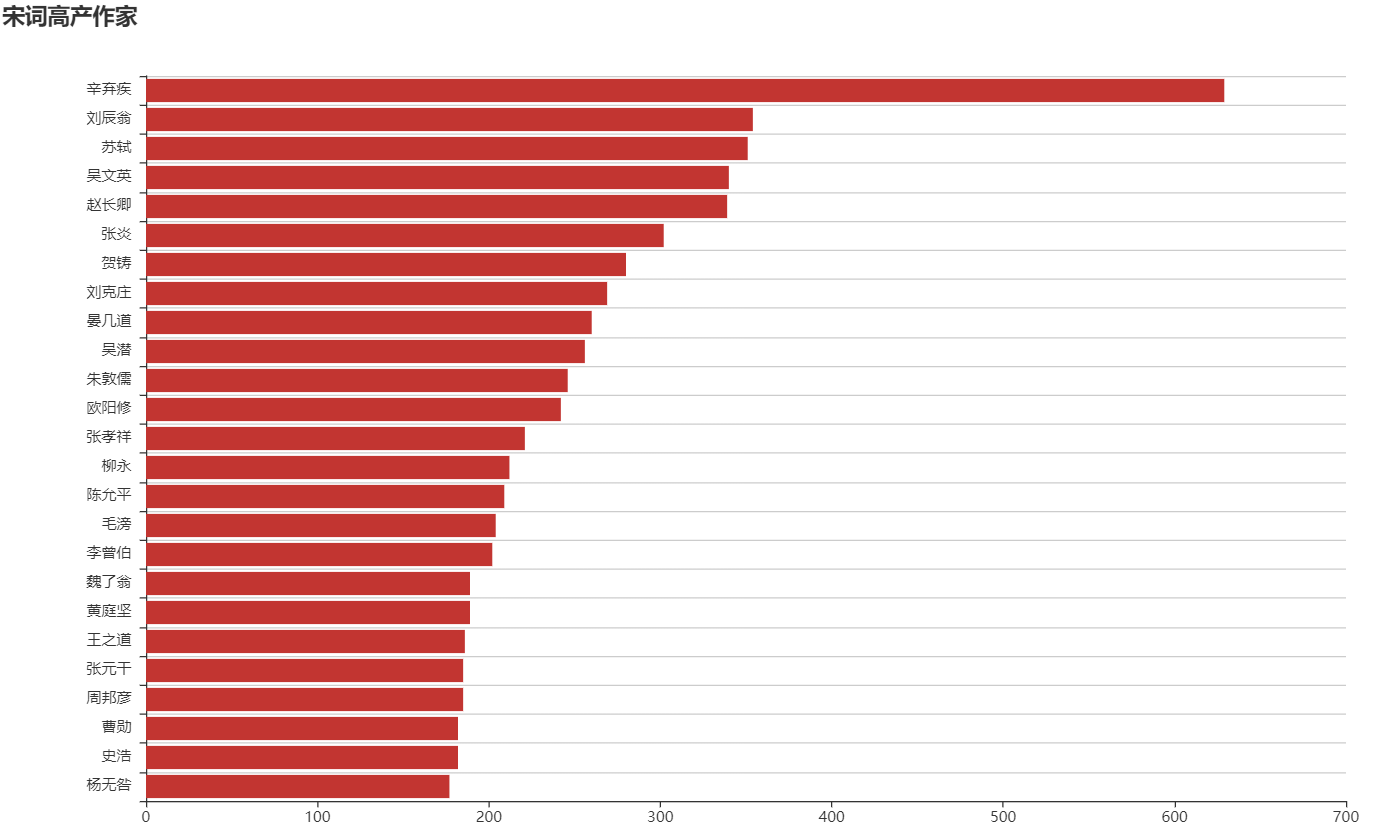 宋词高产作家
辛弃疾
刘辰翁
苏轼
吴文英
赵长卿
张炎
贺铸
刘克庄
晏几道
吴潜
朱敦儒
欧阳修
张孝祥
柳永
陈允平
毛滂
李曾伯
魏了翁
黄庭坚
王之道
张元干
周邦彦
曹勋
史浩
杨无咎
0 100 200 300 400 500 600 700